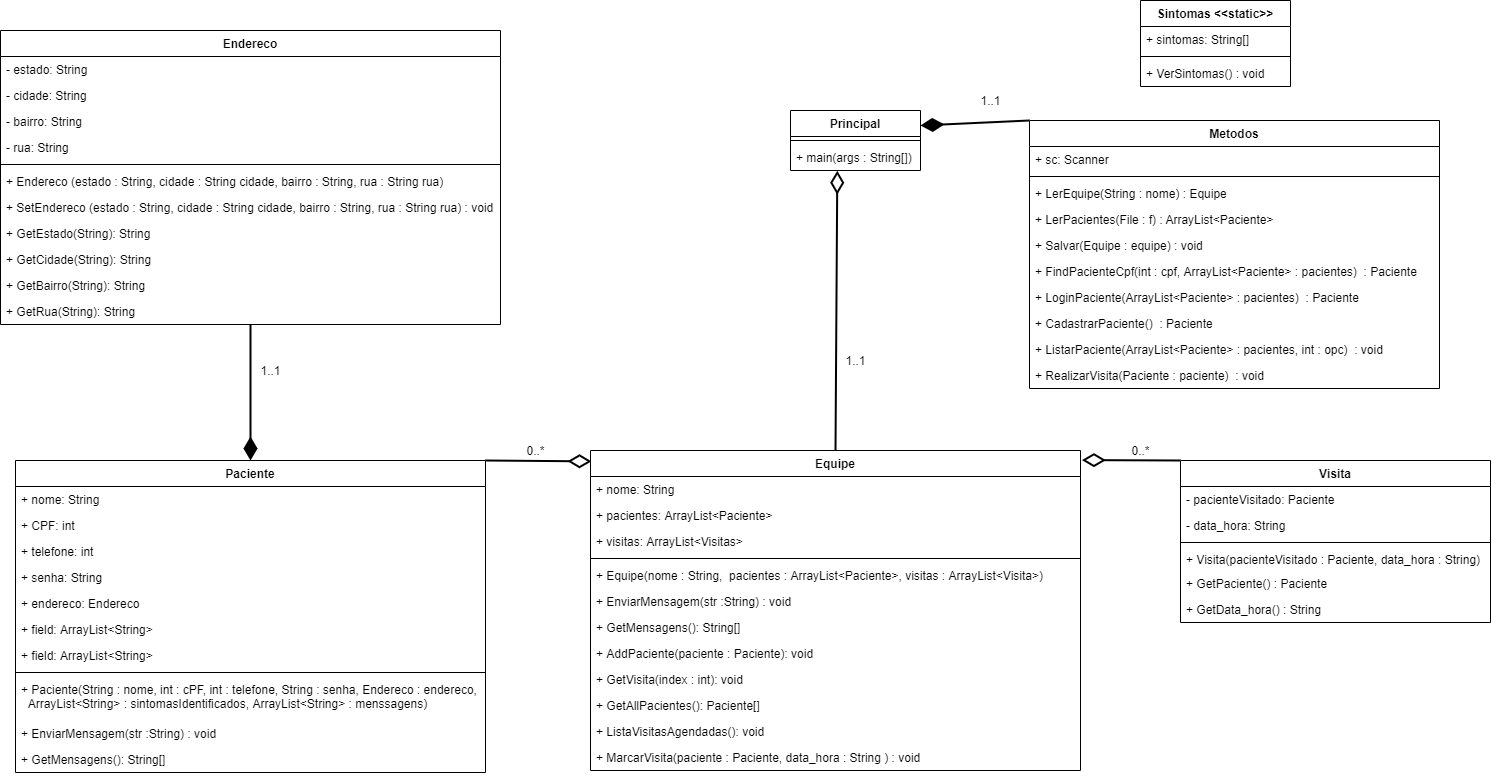 Sintomas <<static>>
+ sintomas: String[]
+ VerSintomas() : void
Endereco
- estado: String
- cidade: String
- bairro: String
- rua: String
+ Endereco (estado : String, cidade : String cidade, bairro : String, rua : String rua)
+ SetEndereco (estado : String, cidade : String cidade, bairro : String, rua : String rua) : void
+ GetEstado(String): String
+ GetCidade(String): String
+ GetBairro(String): String
+ GetRua(String): String
1..1
Principal
+ main(args : String[])
1..1
Metodos
+ sc: Scanner
+ LerEquipe(String : nome) : Equipe
+ LerPacientes(File : f) : ArrayList<Paciente>
+ Salvar(Equipe : equipe) : void
+ FindPacienteCpf(int : cpf, ArrayList<Paciente> : pacientes)  : Paciente
+ LoginPaciente(ArrayList<Paciente> : pacientes)  : Paciente
+ CadastrarPaciente()  : Paciente
+ ListarPaciente(ArrayList<Paciente> : pacientes, int : opc)  : void
+ RealizarVisita(Paciente : paciente)  : void
1..1
Paciente
+ nome: String
+ CPF: int
+ telefone: int
+ senha: String
+ endereco: Endereco
+ field: ArrayList<String>
+ field: ArrayList<String>
+ Paciente(String : nome, int : cPF, int : telefone, String : senha, Endereco : endereco,
ArrayList<String> : sintomasIdentificados, ArrayList<String> : menssagens)
+ EnviarMensagem(str :String) : void
+ GetMensagens(): String[]
0..*
Equipe
+ nome: String
+ pacientes: ArrayList<Paciente>
+ visitas: ArrayList<Visitas>
+ Equipe(nome : String,  pacientes : ArrayList<Paciente>, visitas : ArrayList<Visita>)
+ EnviarMensagem(str :String) : void
+ GetMensagens(): String[]
+ AddPaciente(paciente : Paciente): void
+ GetVisita(index : int): void
+ GetAllPacientes(): Paciente[]
+ ListaVisitasAgendadas(): void
+ MarcarVisita(paciente : Paciente, data_hora : String ) : void
0..*
Visita
- pacienteVisitado: Paciente
- data_hora: String
+ Visita(pacienteVisitado : Paciente, data_hora : String)
+ GetPaciente() : Paciente
+ GetData_hora() : String